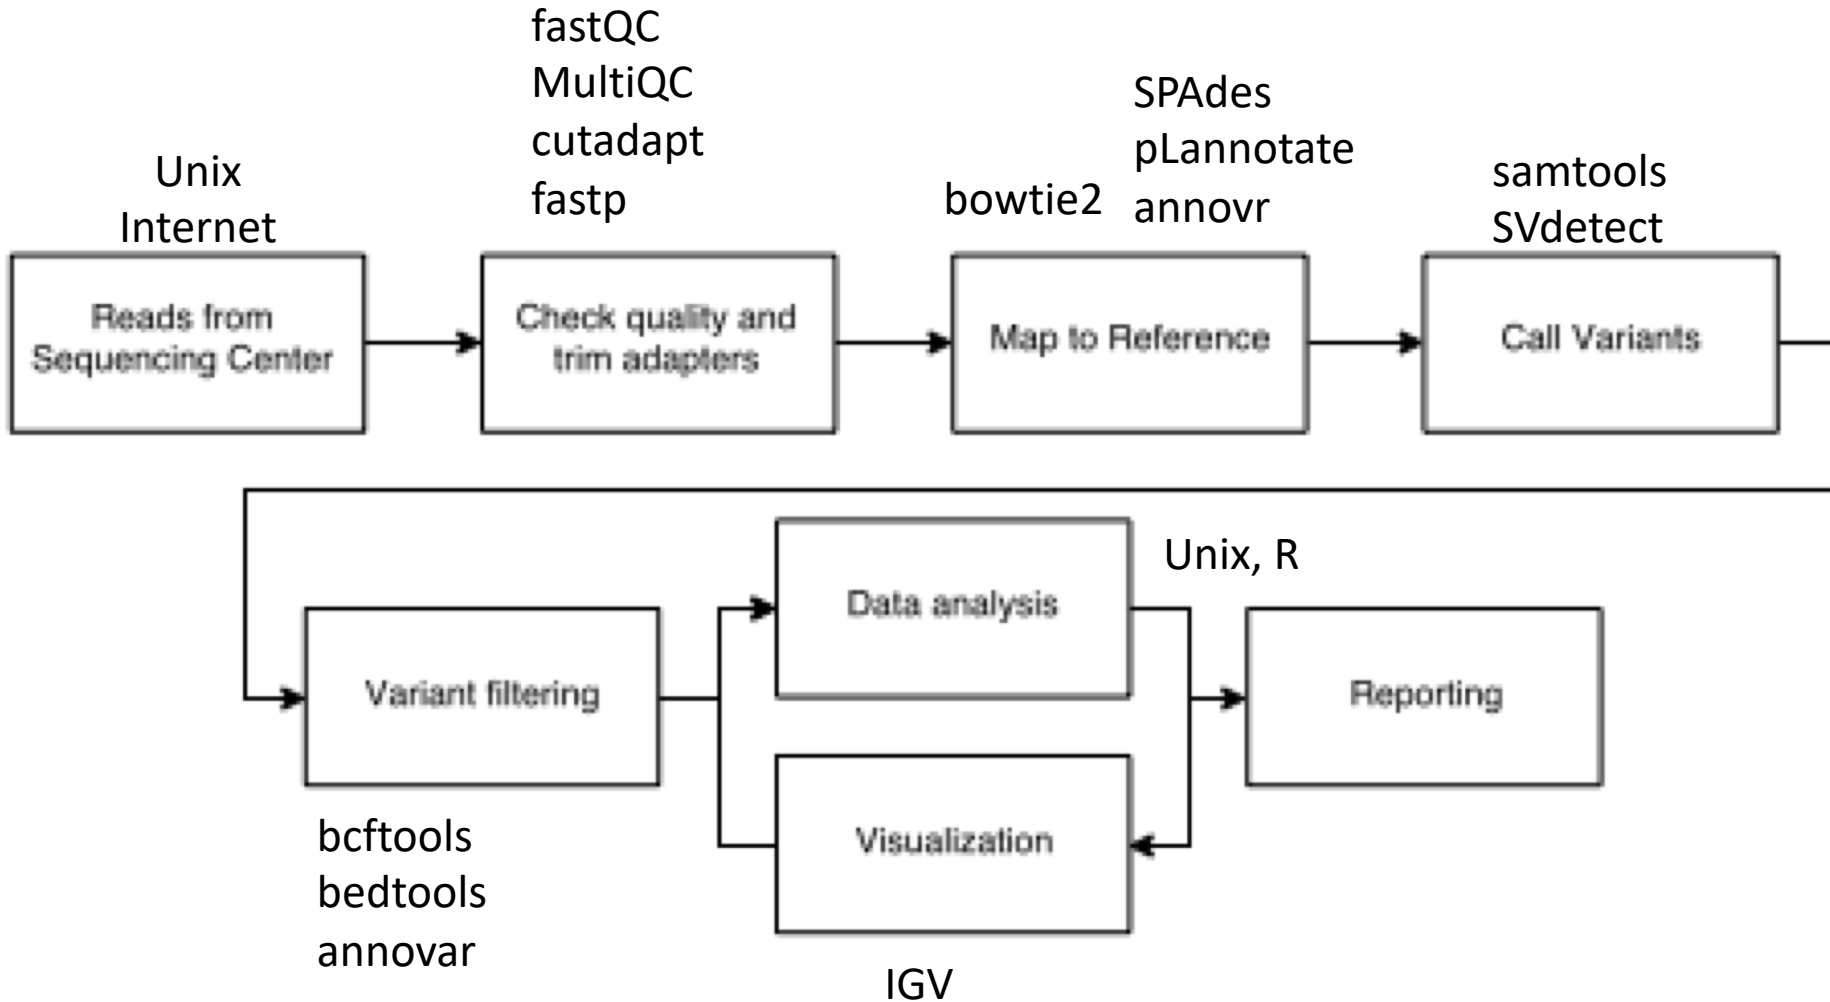 Unix
Internet
fastQC
MultiQC
cutadapt
fastp
bowtie2
SPAdes
pLannotate
annovr
samtools
SVdetect
Reads from
Sequencing Center
Check quality and
trim adapters
Map to Reference
Call Variants
Variant filtering
bcftools
bedtools
annovar
Data analysis
Unix, R
Visualization
IGV
Reporting